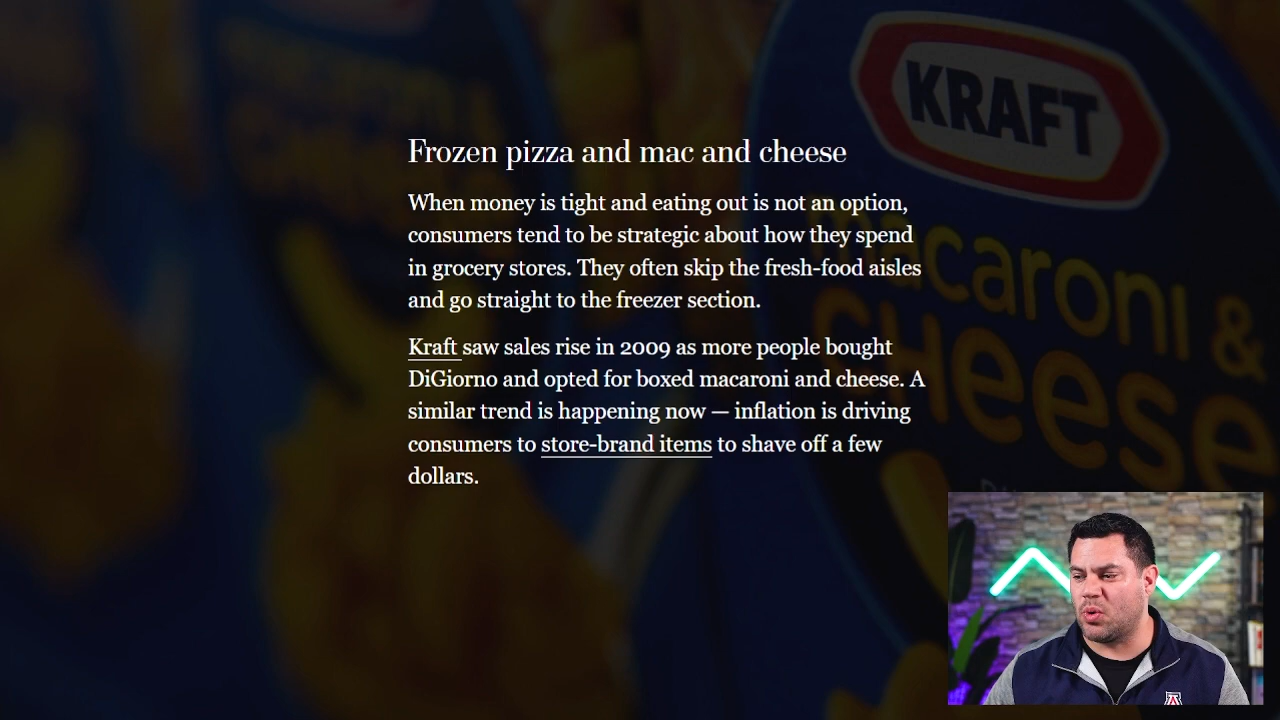 KRAFT
macaroni &
cheese
Frozen pizza and mac and cheese
When money is tight and eating out is not an option,
consumers tend to be strategic about how they spend
in grocery stores. They often skip the fresh-food aisles
and go straight to the freezer section.
Kraft saw sales rise in 2009 as more people bought
DiGiorno and opted for boxed macaroni and cheese. A
similar trend is happening now — inflation is driving
consumers to store-brand items to shave off a few
dollars.